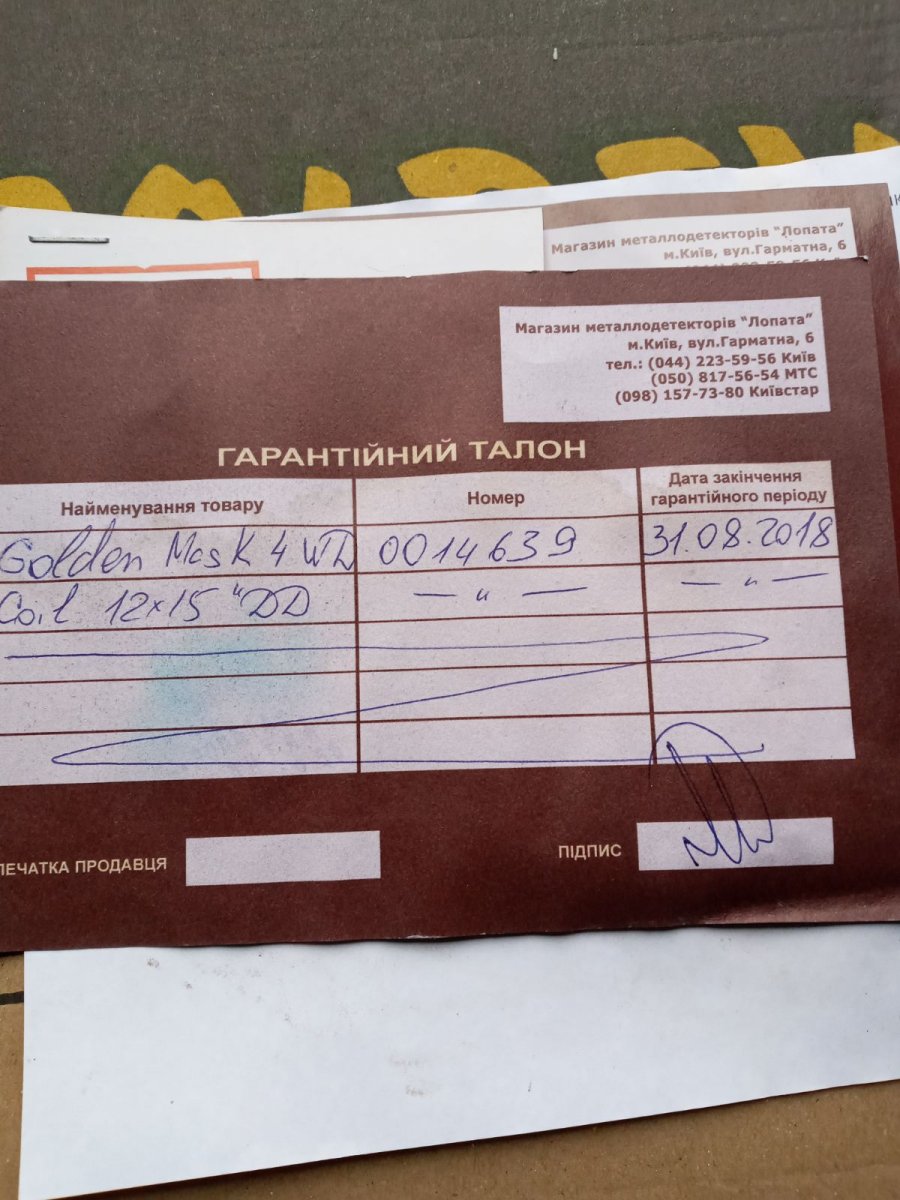 Магазин металлодетекторів "Лопата"
м.Київ, вул.Гарматна, 6
Магазин металлодетекторів "Лопата"
м.Київ, вул.Гарматна, 6
тел.: (044) 223-59-56 Київ
(050) 817-56-54 МТС
(098) 157-73-80 Київстар
ГАРАНТІЙНИЙ ТАЛОН
Найменування товару
Номер
Дата закінчення
гарантійного періоду
Golden Mask 4 WD 0014639 31.08.2018
Coil 12x15 "DD — " — — " —
ПЕЧАТКА ПРОДАВЦЯ
ПІДПИС